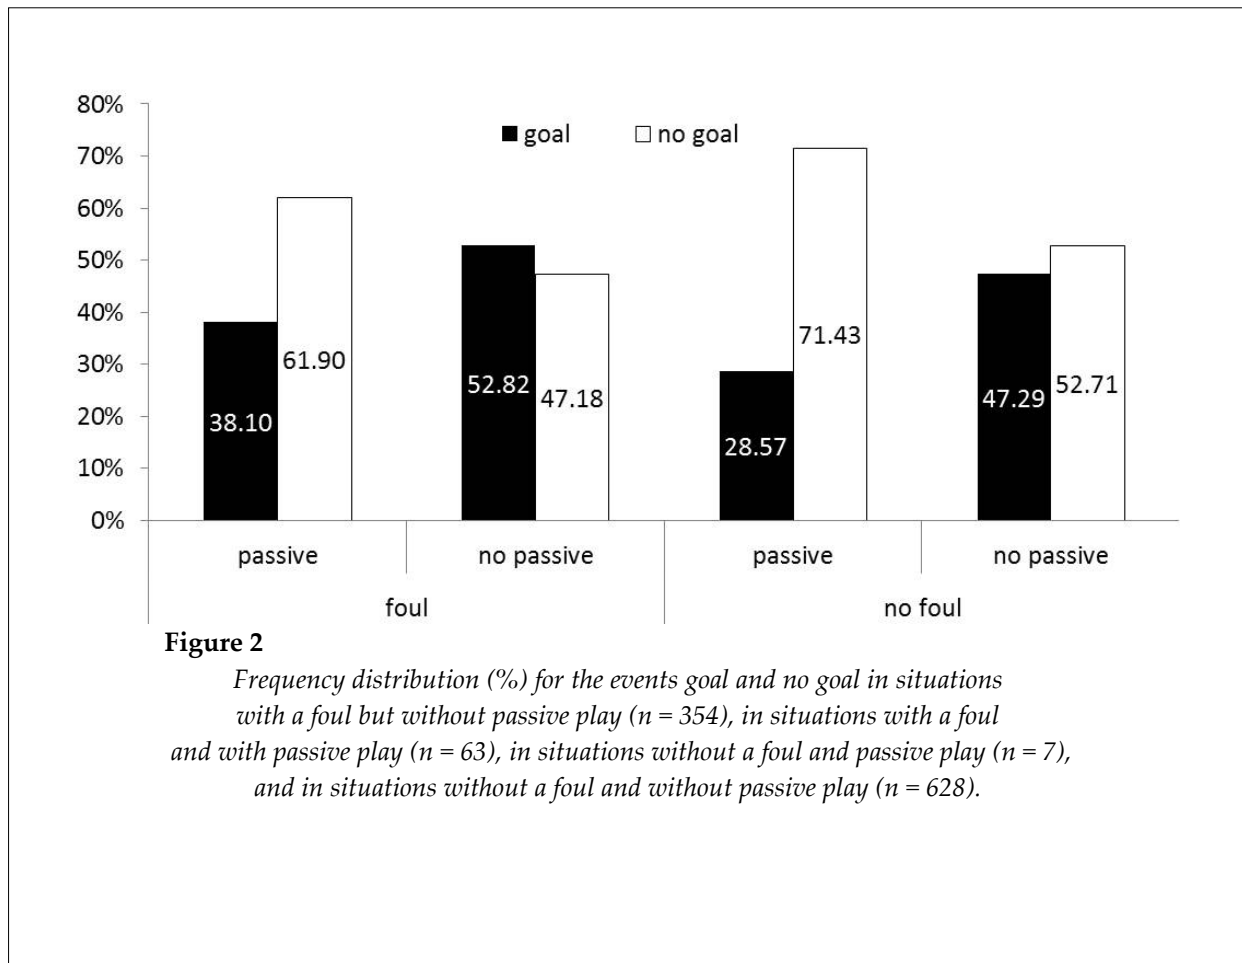 80%
70%
60%
50%
40%
30%
20%
10%
0%
goal
no goal
38.10
61.90
52.82
47.18
28.57
71.43
47.29
52.71
passive
no passive
passive
no passive
foul
no foul
Figure 2
Frequency distribution (%) for the events goal and no goal in situations
with a foul but without passive play (n = 354), in situations with a foul
and with passive play (n = 63), in situations without a foul and passive play (n = 7),
and in situations without a foul and without passive play (n = 628).